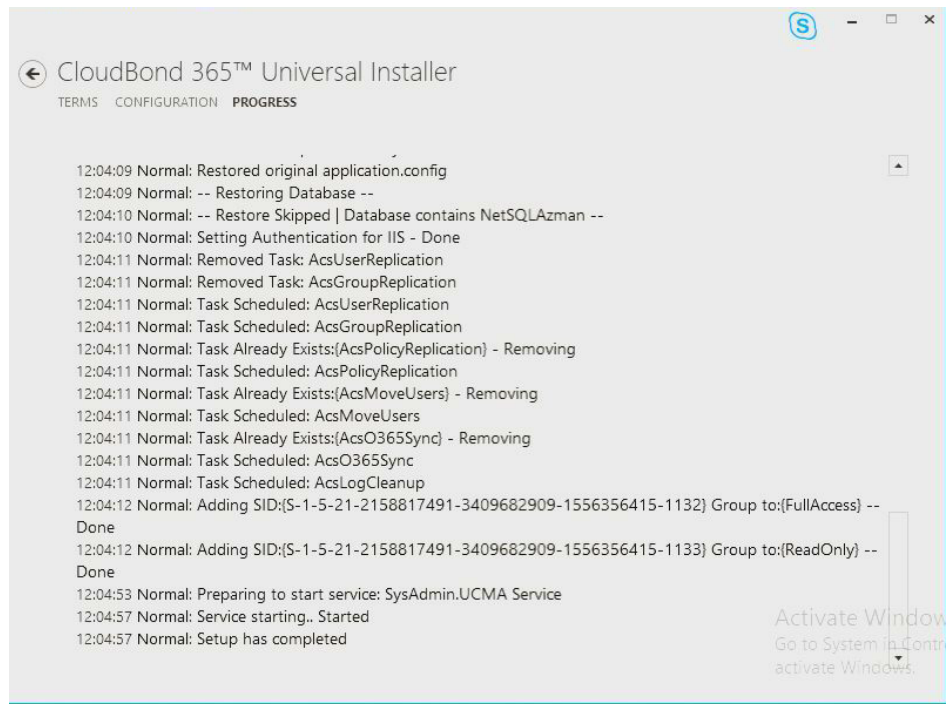 CloudBond 365™ Universal Installer
TERMS CONFIGURATION PROGRESS
12:04:09 Normal: Restored original application.config
12:04:09 Normal: -- Restoring Database --
12:04:10 Normal: -- Restore Skipped | Database contains NetSQLAzman --
12:04:10 Normal: Setting Authentication for IIS - Done
12:04:11 Normal: Removed Task: AcsUserReplication
12:04:11 Normal: Removed Task: AcsGroupReplication
12:04:11 Normal: Task Scheduled: AcsUserReplication
12:04:11 Normal: Task Scheduled: AcsGroupReplication
12:04:11 Normal: Task Already Exists:{AcsPolicyReplication} - Removing
12:04:11 Normal: Task Scheduled: AcsPolicyReplication
12:04:11 Normal: Task Already Exists:{AcsMoveUsers} - Removing
12:04:11 Normal: Task Scheduled: AcsMoveUsers
12:04:11 Normal: Task Already Exists:{AcsO365Sync} - Removing
12:04:11 Normal: Task Scheduled: AcsO365Sync
12:04:11 Normal: Task Scheduled: AcsLogCleanup
12:04:12 Normal: Adding SID:{S-1-5-21-2158817491-3409682909-1556356415-1132} Group to:{FullAccess} --
Done
12:04:12 Normal: Adding SID:{S-1-5-21-2158817491-3409682909-1556356415-1133} Group to:{ReadOnly} --
Done
12:04:53 Normal: Preparing to start service: SysAdmin.UCMA Service
12:04:57 Normal: Service starting.. Started
12:04:57 Normal: Setup has completed
Activate Window
Go to System in Contr
activate Windows.